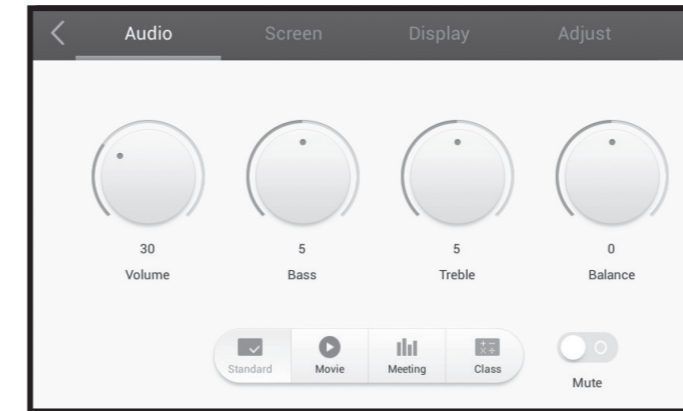 Audio Screen Display Adjust
30 5 5 0
Volume Bass Treble Balance
Standard Movie Meeting Class
Mute